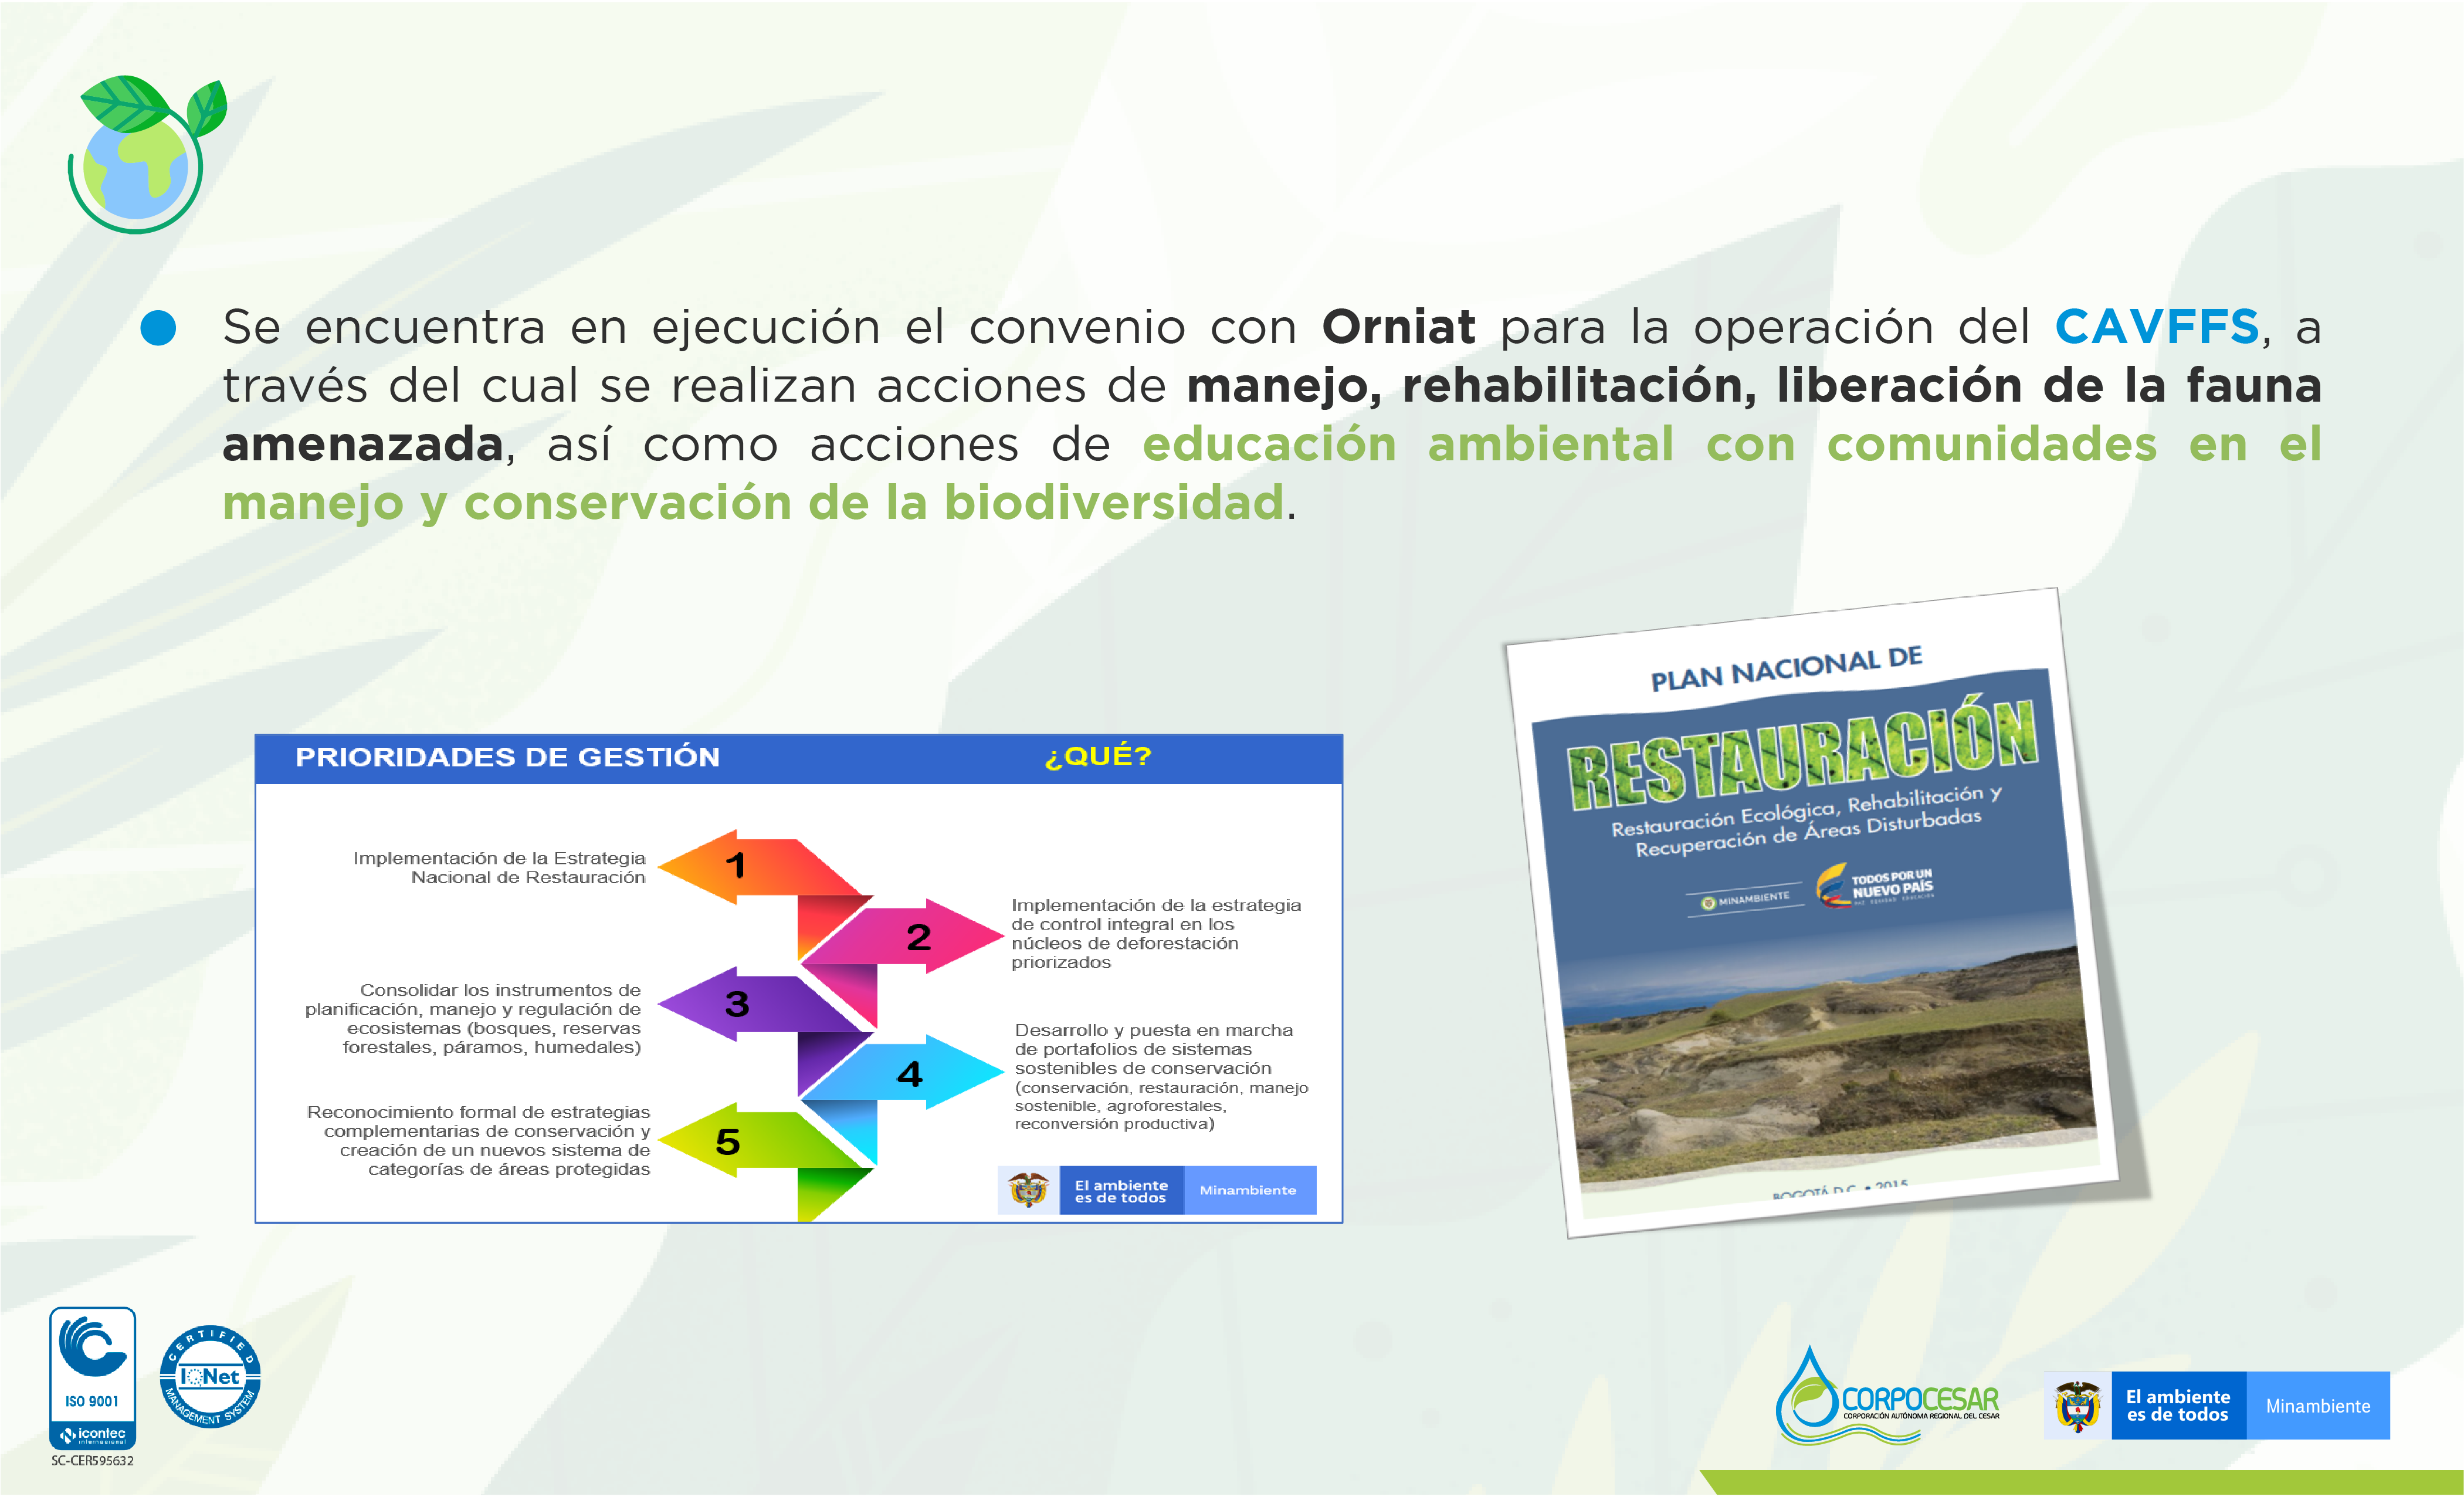 Se encuentra en ejecución el convenio con Orniat para la operación del CAVFFS, a
través del cual se realizan acciones de manejo, rehabilitación, liberación de la fauna
amenazada, así como acciones de educación ambiental con comunidades en el
manejo y conservación de la biodiversidad.
PRIORIDADES DE GESTIÓN
¿QUÉ?
1
Implementación de la Estrategia
Nacional de Restauración
2
Implementación de la estrategia
de control integral en los
núcleos de deforestación
priorizados
3
Consolidar los instrumentos de
planificación, manejo y regulación de
ecosistemas (bosques, reservas
forestales, páramos, humedales)
4
Desarrollo y puesta en marcha
de portafolios de sistemas
sostenibles de conservación
(conservación, restauración, manejo
sostenible, agroforestales,
reconversión productiva)
5
Reconocimiento formal de estrategias
complementarias de conservación y
creación de un nuevos sistema de
categorías de áreas protegidas
El ambiente
es de todos
Minambiente
PLAN NACIONAL DE
RESTAURACIÓN
Restauración Ecológica, Rehabilitación y
Recuperación de Áreas Disturbadas
MINAMBIENTE
TODOS POR UN
NUEVO PAÍS
PAZ EQUIDAD EDUCACIÓN
BOGOTÁ D.C. • 2015
ISO 9001
icontec
internacional
SC-CER595632
CERTIFIED
IQNet
MANAGEMENT SYSTEM
CORPOCESAR
CORPORACIÓN AUTÓNOMA REGIONAL DEL CESAR
El ambiente
es de todos
Minambiente